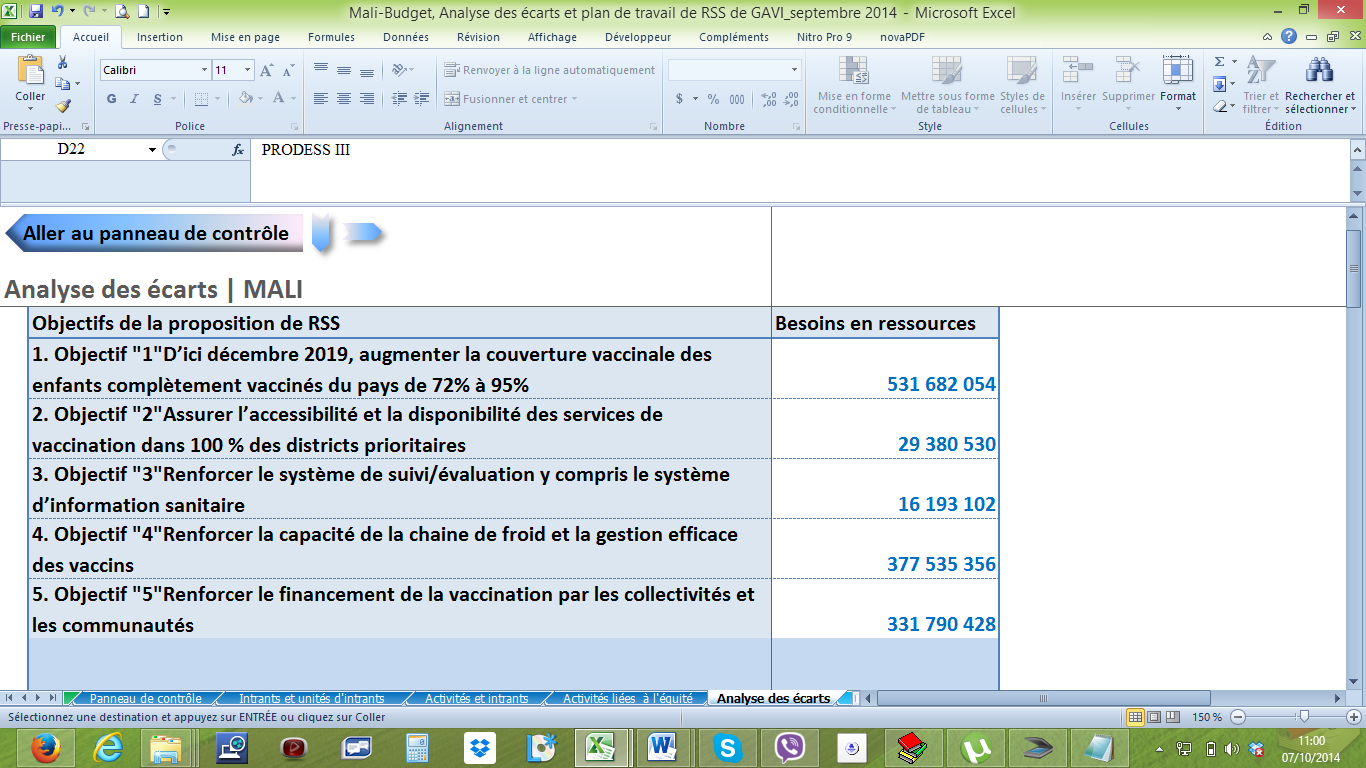 Mali-Budget, Analyse des écarts et plan de travail de RSS de GAVI_septembre 2014 - Microsoft Excel
Fichier Accueil Insertion Mise en page Formules Données Révision Affichage Développeur Compléments Nitro Pro 9 novaPDF
Calibri 11 Renvoyer à la ligne automatiquement
Coller G I S Fusionner et centrer $ % 000 Mise en forme conditionnelle Mettre sous forme de tableau Styles de cellules Insérer Supprimer Format Trier et filtrer Rechercher et sélectionner
Presse-papi... Police Alignement Nombre Style Cellules Édition
D22 fx PRODESS III
Aller au panneau de contrôle
Analyse des écarts | MALI
Objectifs de la proposition de RSS Besoins en ressources
1. Objectif "1"D’ici décembre 2019, augmenter la couverture vaccinale des
enfants complètement vaccinés du pays de 72% à 95% 531 682 054
2. Objectif "2"Assurer l’accessibilité et la disponibilité des services de
vaccination dans 100 % des districts prioritaires 29 380 530
3. Objectif "3"Renforcer le système de suivi/évaluation y compris le système
d’information sanitaire 16 193 102
4. Objectif "4"Renforcer la capacité de la chaine de froid et la gestion efficace
des vaccins 377 535 356
5. Objectif "5"Renforcer le financement de la vaccination par les collectivités et
les communautés 331 790 428
Panneau de contrôle Intrants et unités d'intrants Activités et intrants Activités liées à l'équité Analyse des écarts
Sélectionnez une destination et appuyez sur ENTRÉE ou cliquez sur Coller 150 %
11:00
07/10/2014